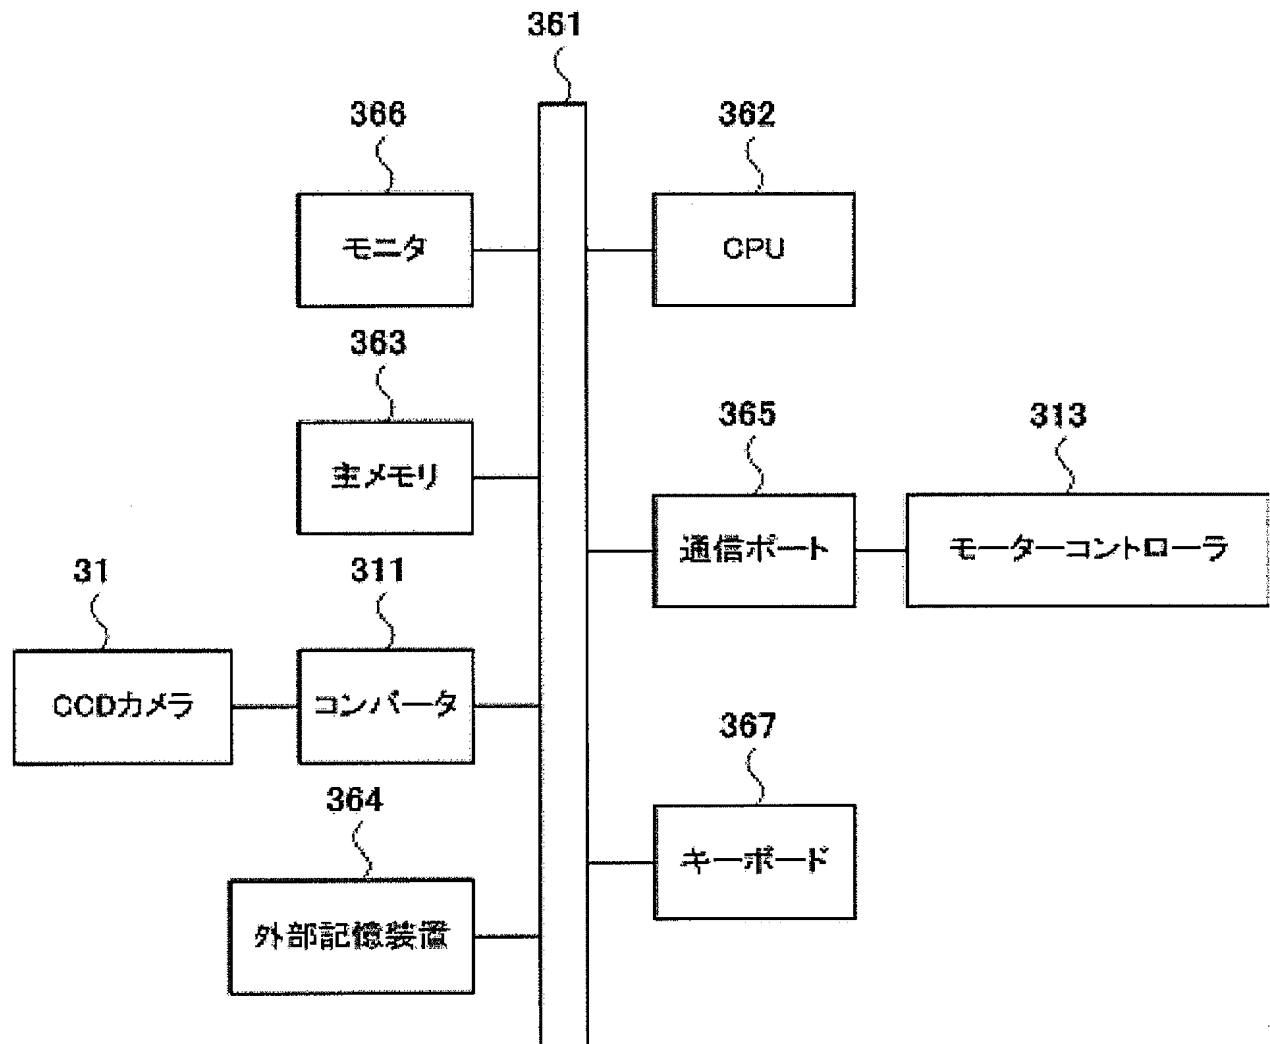 361
366
362
モニタ
CPU
363
365
313
主メモリ
通信ポート
モーターコントローラ
31
311
CCDカメラ
コンバータ
367
364
キーボード
外部記憶装置